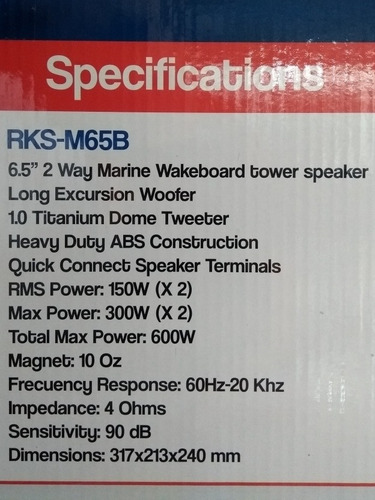 Specifications
RKS-M65B
6.5” 2 Way Marine Wakeboard tower speaker
Long Excursion Woofer
1.0 Titanium Dome Tweeter
Heavy Duty ABS Construction
Quick Connect Speaker Terminals
RMS Power: 150W (X 2)
Max Power: 300W (X 2)
Total Max Power: 600W
Magnet: 10 Oz
Frecuency Response: 60Hz-20 Khz
Impedance: 4 Ohms
Sensitivity: 90 dB
Dimensions: 317x213x240 mm